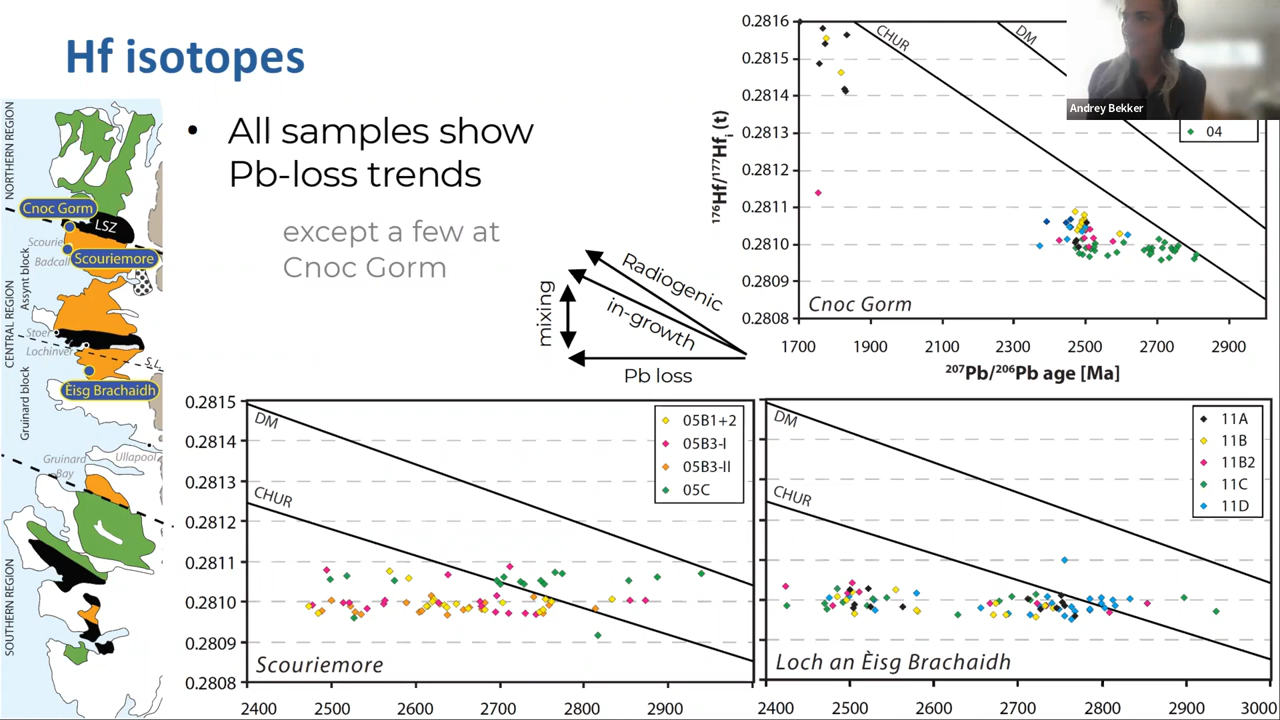 Hf isotopes
• All samples show
Pb-loss trends
except a few at
Cnoc Gorm
NORTHERN REGION
CENTRAL REGION
SOUTHERN REGION
Assynt block
Gruinard block
Cnoc Gorm
LSZ
Scourie
Scouriemore
Badcall
Stoer
Lochinver
S.L.
Èisg Brachaidh
Gruinard
Bay
Ullapool
mixing
Radiogenic
in-growth
Pb loss
176Hf/177Hfi (t)
0.2816
0.2815
0.2814
0.2813
0.2812
0.2811
0.2810
0.2809
0.2808
CHUR
DM
04
Cnoc Gorm
1700 1900 2100 2300 2500 2700 2900
207Pb/206Pb age [Ma]
Andrey Bekker
0.2815
0.2814
0.2813
0.2812
0.2811
0.2810
0.2809
0.2808
DM
CHUR
05B1+2
05B3-I
05B3-II
05C
Scouriemore
2400 2500 2600 2700 2800 2900
DM
CHUR
11A
11B
11B2
11C
11D
Loch an Èisg Brachaidh
2400 2500 2600 2700 2800 2900 3000